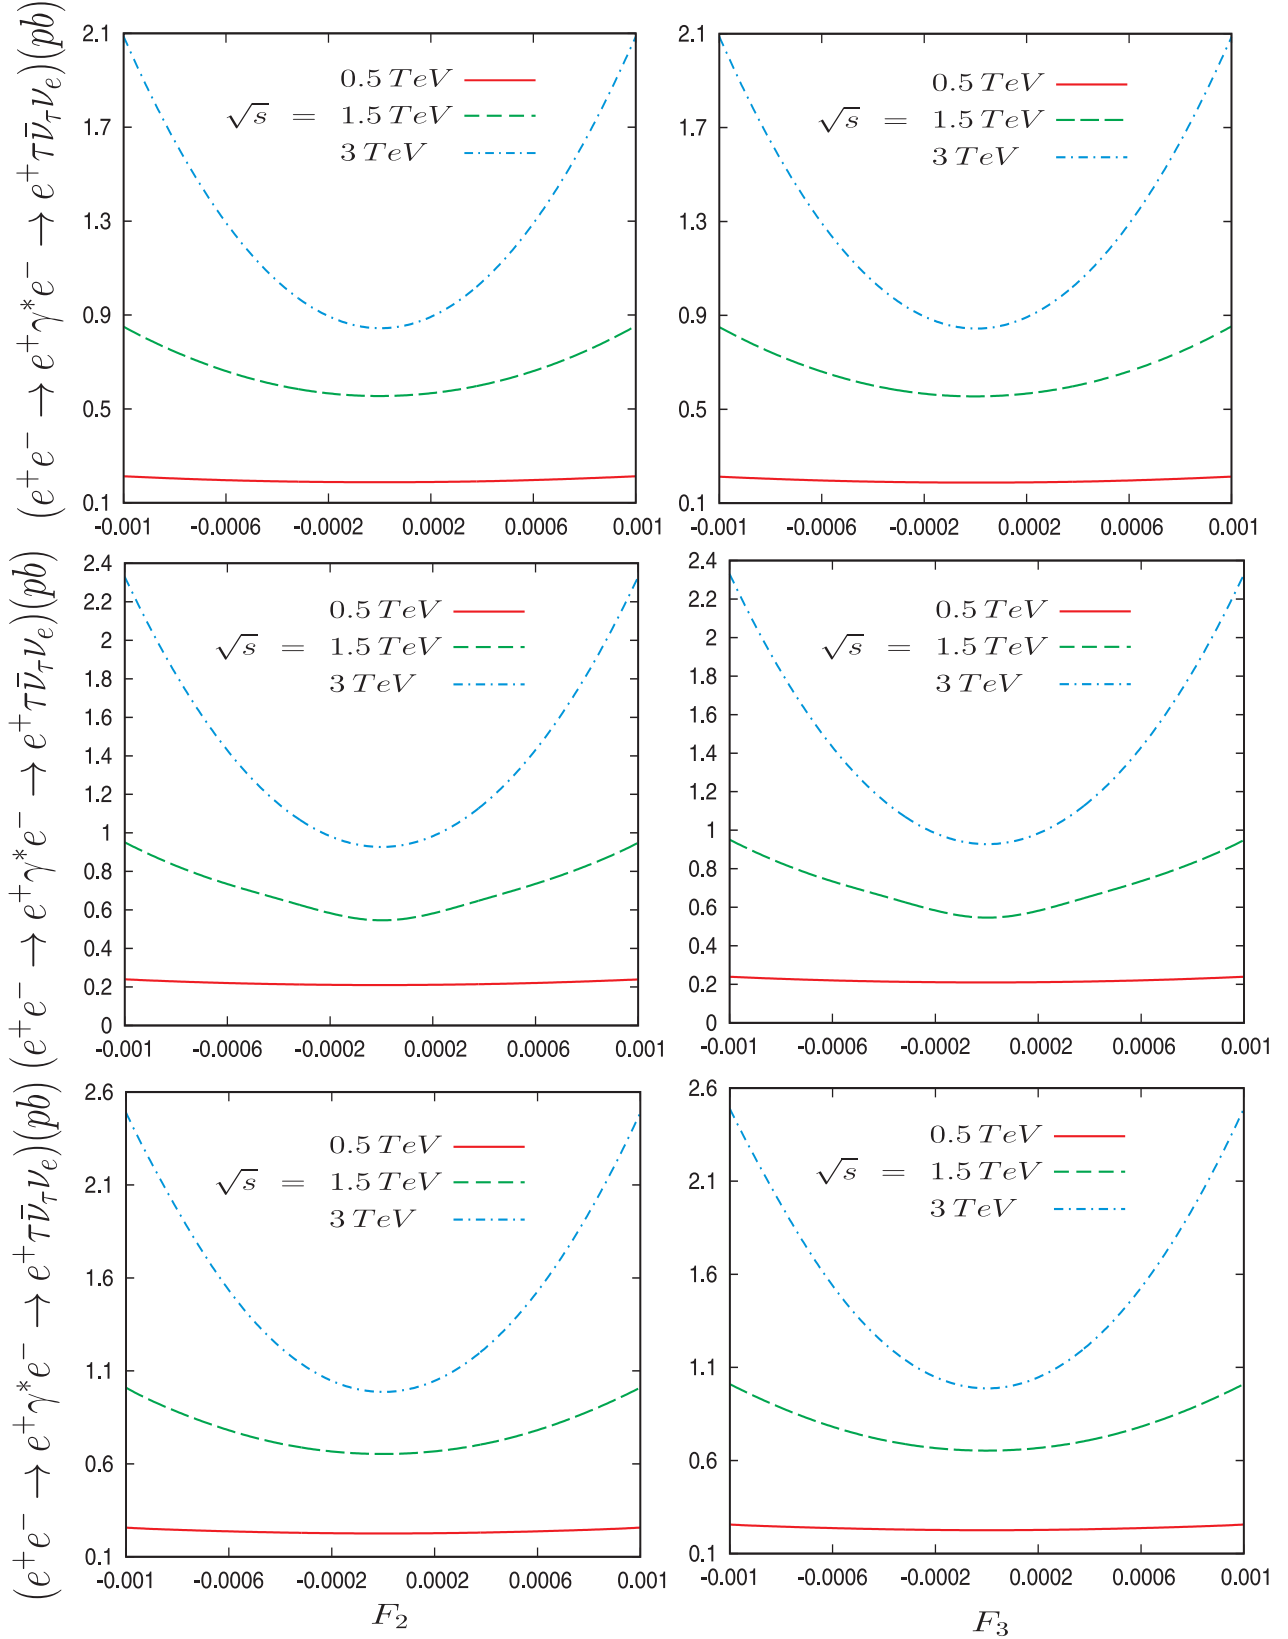 (e⁺e⁻ → e⁺γ*e⁻ → e⁺τν̄_τν_e)(pb)
2.1
1.7
1.3
0.9
0.5
0.1
0.5 TeV
√s = 1.5 TeV
3 TeV
-0.001 -0.0006 -0.0002 0.0002 0.0006 0.001
2.1
1.7
1.3
0.9
0.5
0.1
0.5 TeV
√s = 1.5 TeV
3 TeV
-0.001 -0.0006 -0.0002 0.0002 0.0006 0.001
(e⁺e⁻ → e⁺γ*e⁻ → e⁺τν̄_τν_e)(pb)
2.4
2.2
2
1.8
1.6
1.4
1.2
1
0.8
0.6
0.4
0.2
0
0.5 TeV
√s = 1.5 TeV
3 TeV
-0.001 -0.0006 -0.0002 0.0002 0.0006 0.001
2.4
2.2
2
1.8
1.6
1.4
1.2
1
0.8
0.6
0.4
0.2
0
0.5 TeV
√s = 1.5 TeV
3 TeV
-0.001 -0.0006 -0.0002 0.0002 0.0006 0.001
(e⁺e⁻ → e⁺γ*e⁻ → e⁺τν̄_τν_e)(pb)
2.6
2.1
1.6
1.1
0.6
0.1
0.5 TeV
√s = 1.5 TeV
3 TeV
-0.001 -0.0006 -0.0002 0.0002 0.0006 0.001
F₂
2.6
2.1
1.6
1.1
0.6
0.1
0.5 TeV
√s = 1.5 TeV
3 TeV
-0.001 -0.0006 -0.0002 0.0002 0.0006 0.001
F₃